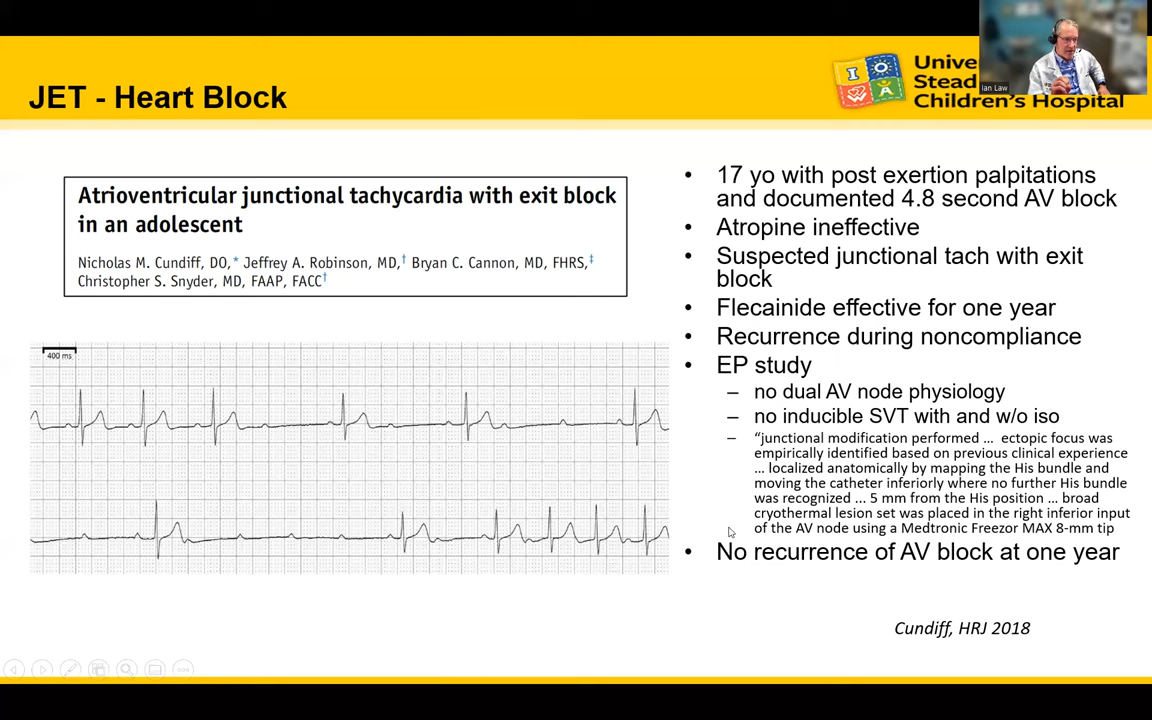 JET - Heart Block
I O
W A
Unive
Stead
Children's Hospital
Ian Law
Atrioventricular junctional tachycardia with exit block
in an adolescent
Nicholas M. Cundiff, DO,* Jeffrey A. Robinson, MD,† Bryan C. Cannon, MD, FHRS,‡
Christopher S. Snyder, MD, FAAP, FACC†
400 ms
• 17 yo with post exertion palpitations
and documented 4.8 second AV block
• Atropine ineffective
• Suspected junctional tach with exit
block
• Flecainide effective for one year
• Recurrence during noncompliance
• EP study
– no dual AV node physiology
– no inducible SVT with and w/o iso
– “junctional modification performed … ectopic focus was
empirically identified based on previous clinical experience
… localized anatomically by mapping the His bundle and
moving the catheter inferiorly where no further His bundle
was recognized … 5 mm from the His position … broad
cryothermal lesion set was placed in the right inferior input
of the AV node using a Medtronic Freezor MAX 8-mm tip
• No recurrence of AV block at one year
Cundiff, HRJ 2018